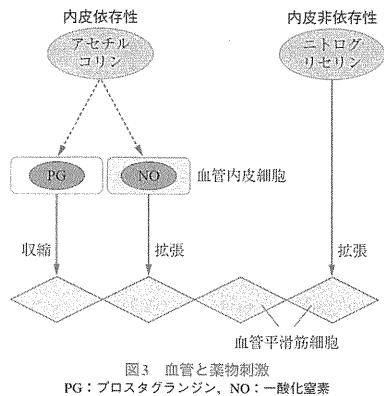 内皮依存性
内皮非依存性
アセチル
コリン
ニトログ
リセリン
PG
NO
血管内皮細胞
収縮
拡張
拡張
血管平滑筋細胞
図3 血管と薬物刺激
PG：プロスタグランジン，NO：一酸化窒素